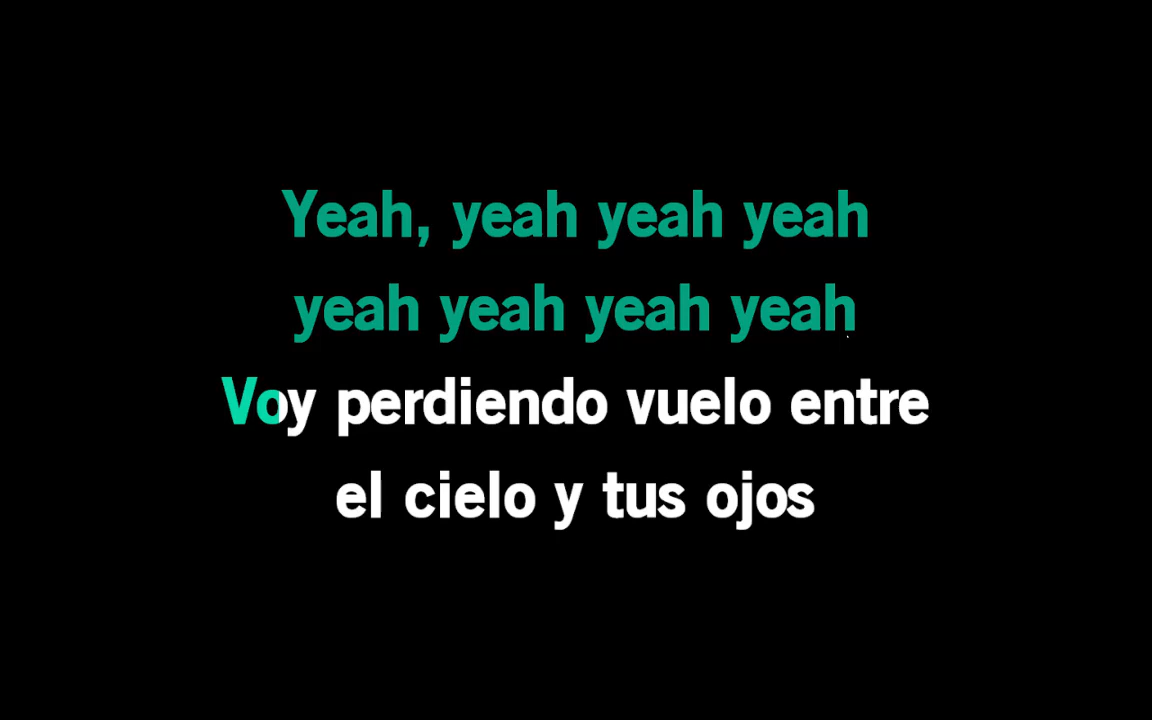 Yeah, yeah yeah yeah
yeah yeah yeah yeah
Voy perdiendo vuelo entre
el cielo y tus ojos